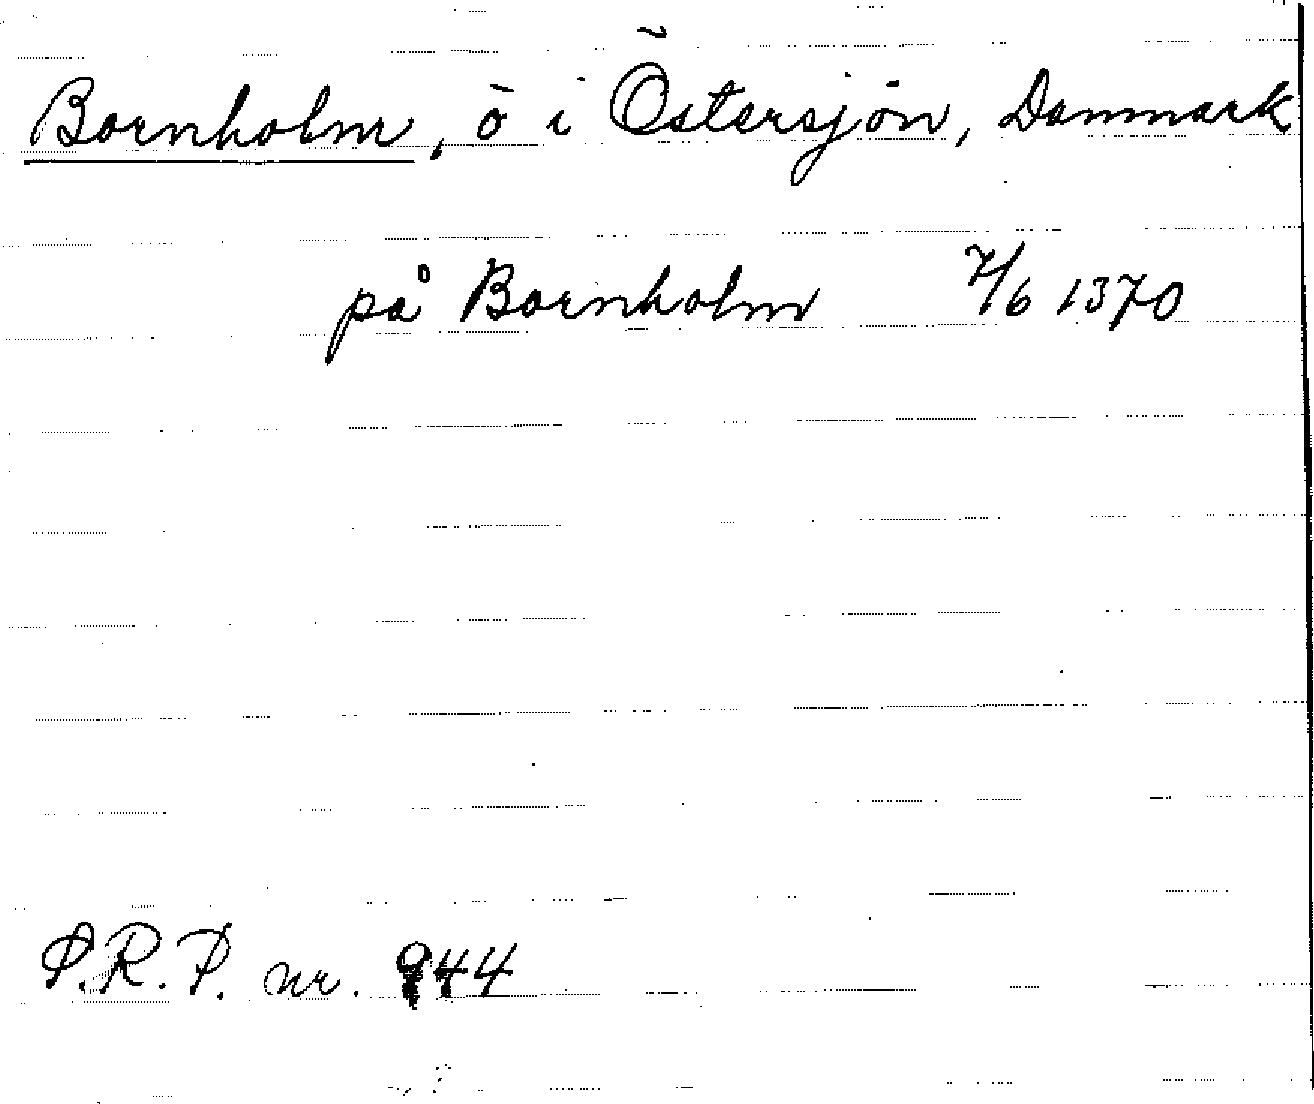 Bornholm, ö i Östersjön, Danmark
på Bornholm 7/6 1370
S.R.P. nr. 944